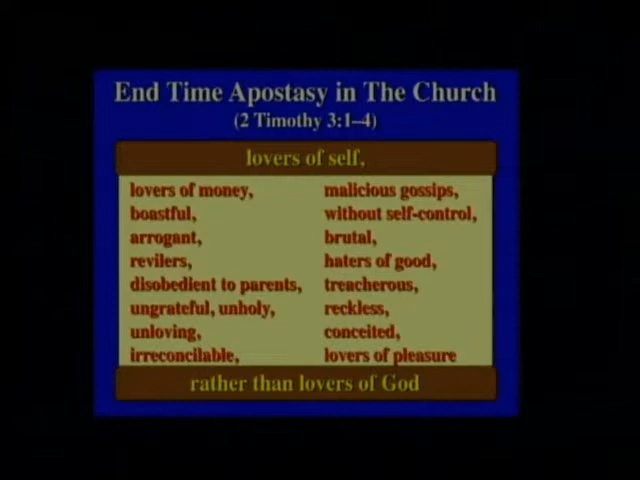 End Time Apostasy in The Church
(2 Timothy 3:1–4)
lovers of self,
lovers of money,
boastful,
arrogant,
revilers,
disobedient to parents,
ungrateful, unholy,
unloving,
irreconcilable,
malicious gossips,
without self-control,
brutal,
haters of good,
treacherous,
reckless,
conceited,
lovers of pleasure
rather than lovers of God